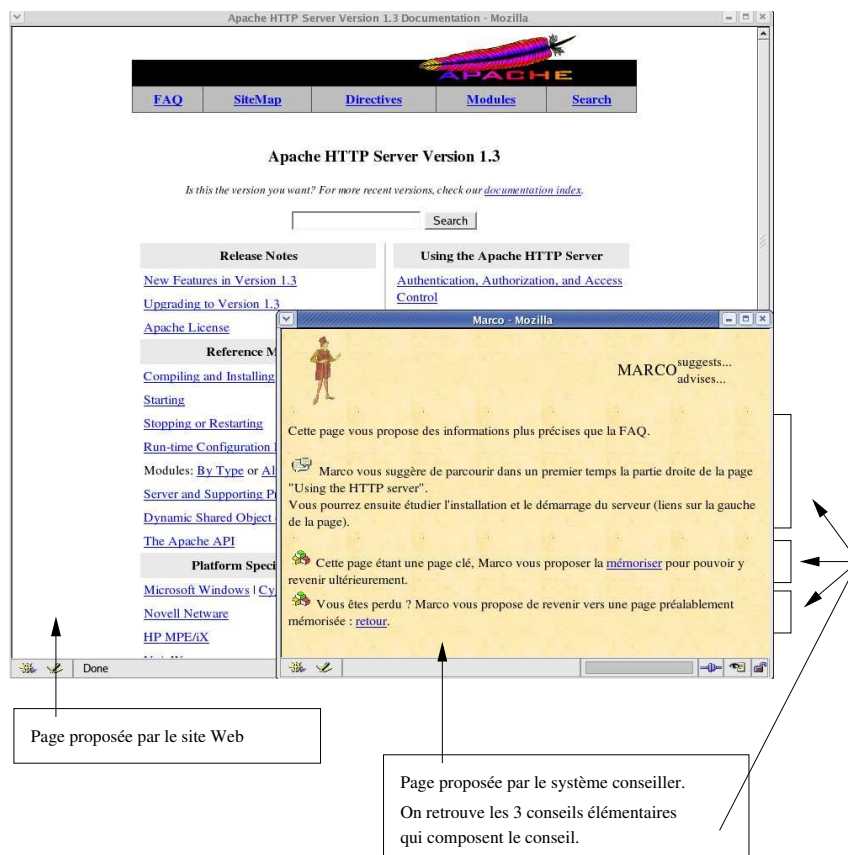 Apache HTTP Server Version 1.3 Documentation - Mozilla
APACHE
FAQ SiteMap Directives Modules Search
Apache HTTP Server Version 1.3
Is this the version you want? For more recent versions, check our documentation index.
Search
Release Notes
New Features in Version 1.3
Upgrading to Version 1.3
Apache License
Reference M
Compiling and Installing
Starting
Stopping or Restarting
Run-time Configuration
Modules: By Type or Al
Server and Supporting P
Dynamic Shared Object
The Apache API
Platform Speci
Microsoft Windows | Cy
Novell Netware
HP MPE/iX
Done
Using the Apache HTTP Server
Authentication, Authorization, and Access
Control
Marco - Mozilla
MARCO suggests...
advises...
Cette page vous propose des informations plus précises que la FAQ.
Marco vous suggère de parcourir dans un premier temps la partie droite de la page
"Using the HTTP server".
Vous pourrez ensuite étudier l'installation et le démarrage du serveur (liens sur la gauche
de la page).
Cette page étant une page clé, Marco vous proposer la mémoriser pour pouvoir y
revenir ultérieurement.
Vous êtes perdu ? Marco vous propose de revenir vers une page préalablement
mémorisée : retour.
Page proposée par le site Web
Page proposée par le système conseiller.
On retrouve les 3 conseils élémentaires
qui composent le conseil.